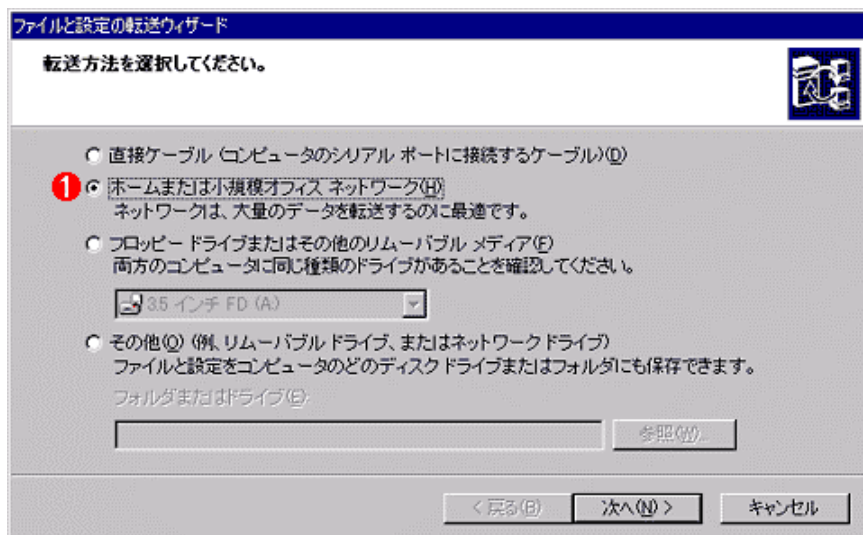 ファイルと設定の転送ウィザード
転送方法を選択してください。
直接ケーブル (コンピュータのシリアル ポートに接続するケーブル)(D)
1 ホームまたは小規模オフィス ネットワーク(H)
ネットワークは、大量のデータを転送するのに最適です。
フロッピー ドライブまたはその他のリムーバブル メディア(F)
両方のコンピュータに同じ種類のドライブがあることを確認してください。
3.5 インチ FD (A:)
その他(O) (例、リムーバブル ドライブ、またはネットワーク ドライブ)
ファイルと設定をコンピュータのどのディスク ドライブまたはフォルダにも保存できます。
フォルダまたはドライブ(E):
参照(W)...
< 戻る(B) 次へ(N) > キャンセル